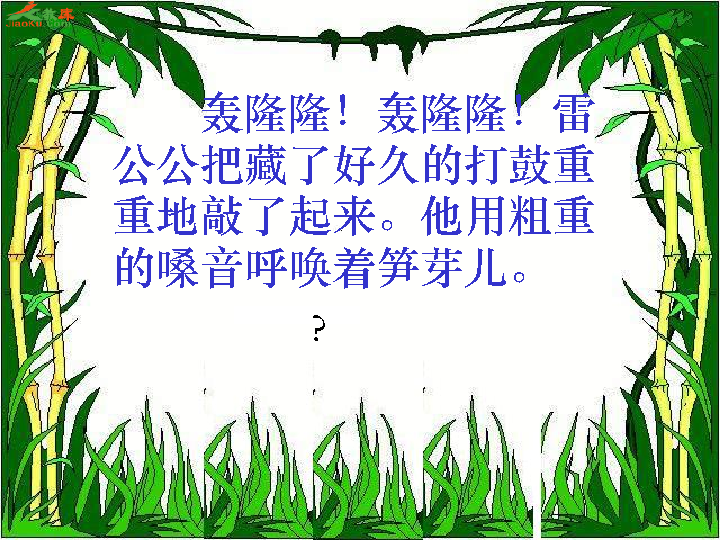 轰隆隆！轰隆隆！雷
公公把藏了好久的打鼓重
重地敲了起来。他用粗重
的嗓音呼唤着笋芽儿。
?